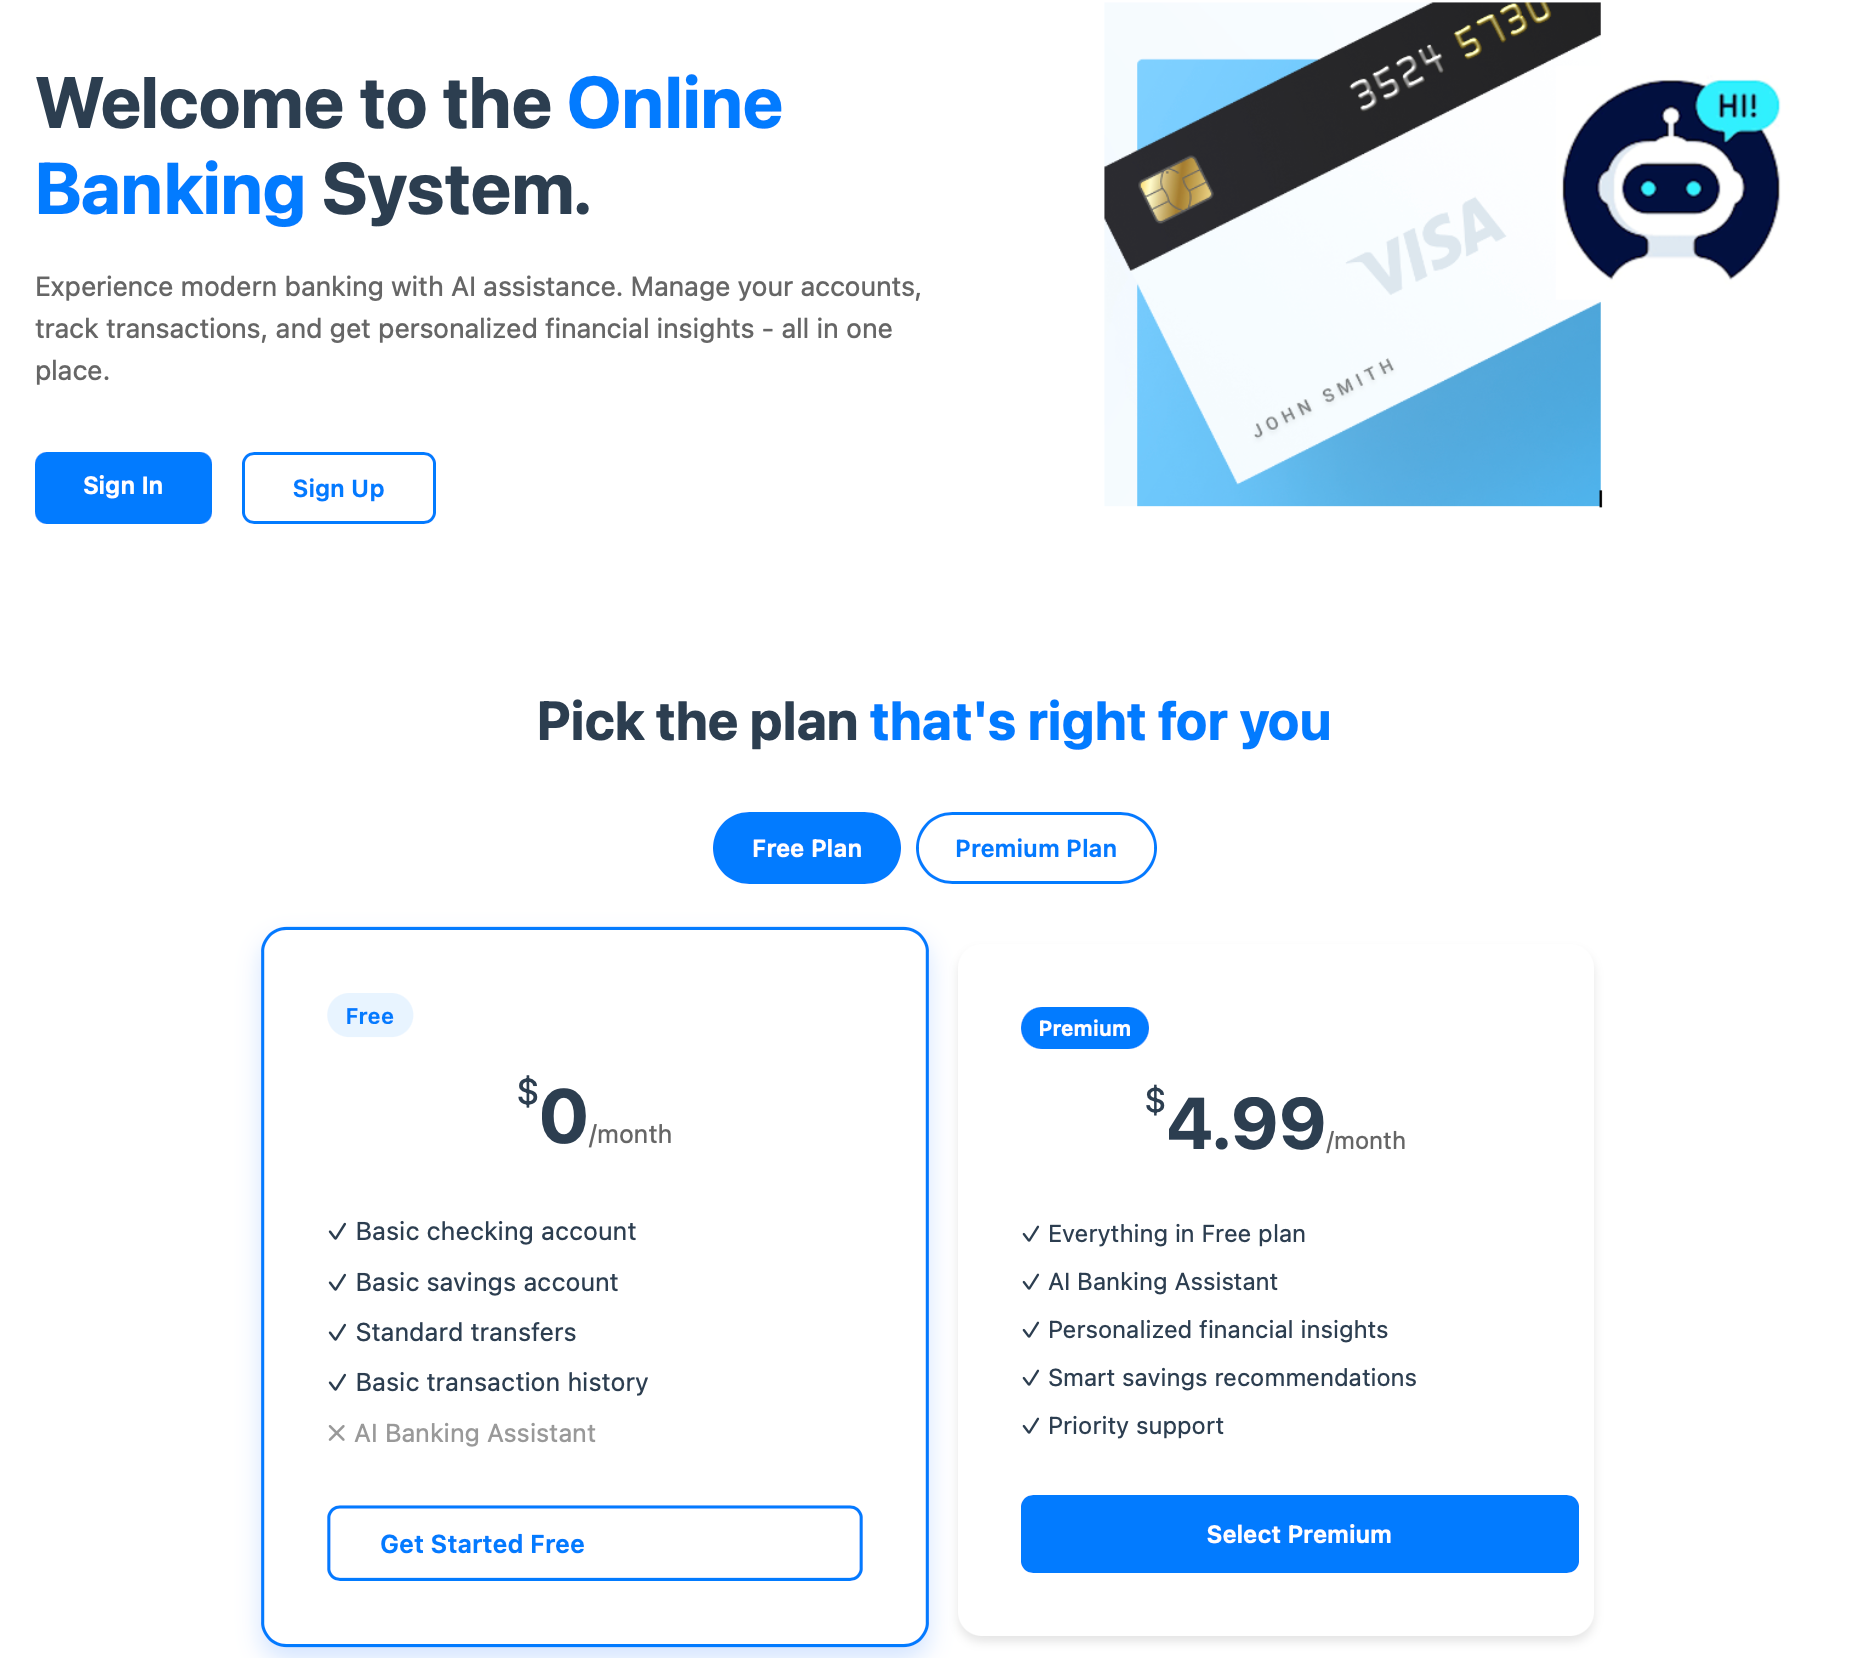 Welcome to the Online
Banking System.
Experience modern banking with AI assistance. Manage your accounts,
track transactions, and get personalized financial insights - all in one
place.
Sign In
Sign Up
3524 5730
VISA
JOHN SMITH
HI!
Pick the plan that's right for you
Free Plan
Premium Plan
Free
$0/month
✓ Basic checking account
✓ Basic savings account
✓ Standard transfers
✓ Basic transaction history
✕ AI Banking Assistant
Get Started Free
Premium
$4.99/month
✓ Everything in Free plan
✓ AI Banking Assistant
✓ Personalized financial insights
✓ Smart savings recommendations
✓ Priority support
Select Premium